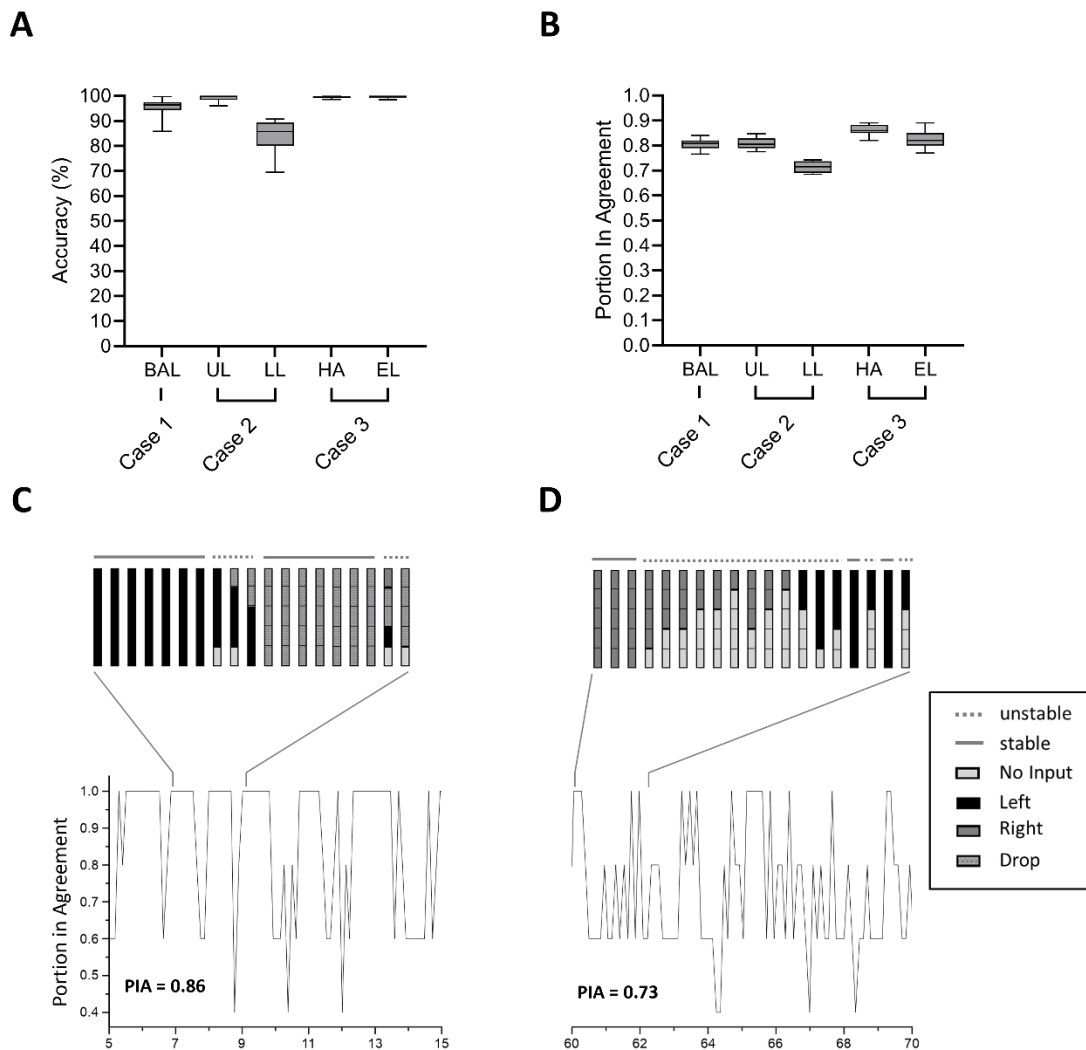 A
B
Accuracy (%)
100
90
80
70
60
50
40
30
20
10
0
BAL UL LL HA EL
Case 1 Case 2 Case 3
Portion In Agreement
1.0
0.9
0.8
0.7
0.6
0.5
0.4
0.3
0.2
0.1
0.0
BAL UL LL HA EL
Case 1 Case 2 Case 3
C
D
Portion in Agreement
1.0
0.9
0.8
0.7
0.6
0.5
0.4
PIA = 0.86
5 7 9 11 13 15
PIA = 0.73
60 62 64 66 68 70
unstable
stable
No Input
Left
Right
Drop